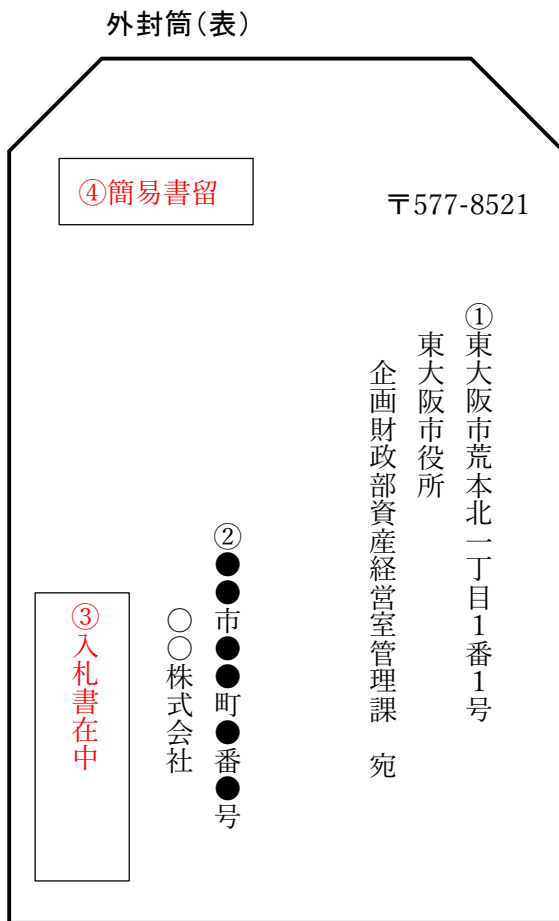 外封筒(表)
④簡易書留
〒577-8521
①東大阪市荒本北一丁目1番1号
東大阪市役所
企画財政部資産経営室管理課 宛
②●●市●●町●番●号
○○株式会社
③入札書在中